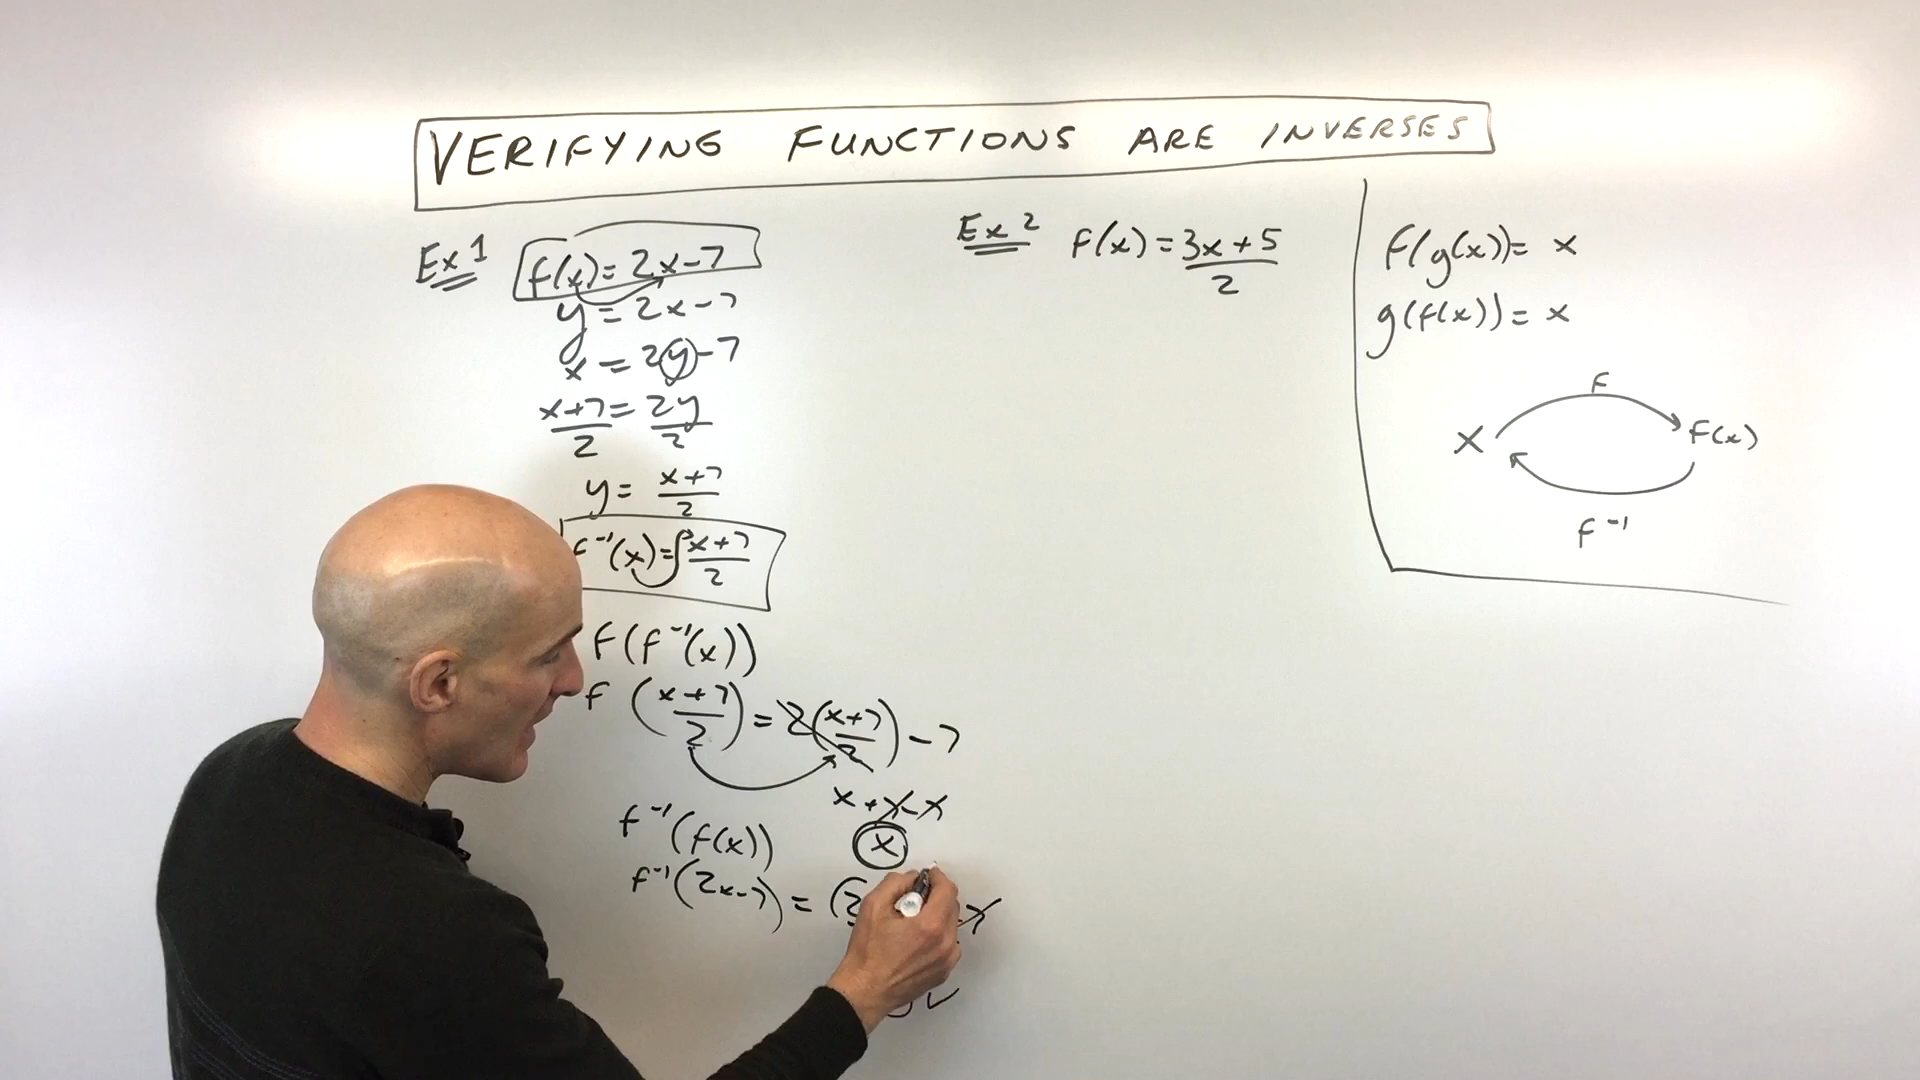 VERIFYING FUNCTIONS ARE INVERSES
Ex 1 f(x) = 2x - 7
y = 2x - 7
x = 2y - 7
x+7/2 = 2y/2
y = x+7/2
f⁻¹(x) = x+7/2
F(f⁻¹(x))
f(x+7/2) = 2(x+7/2) - 7
x + 7 - 7
x
f⁻¹(f(x))
f⁻¹(2x-7) = (2
Ex 2 F(x) = 3x+5/2
F(g(x)) = x
g(f(x)) = x
F
X F(x)
F⁻¹